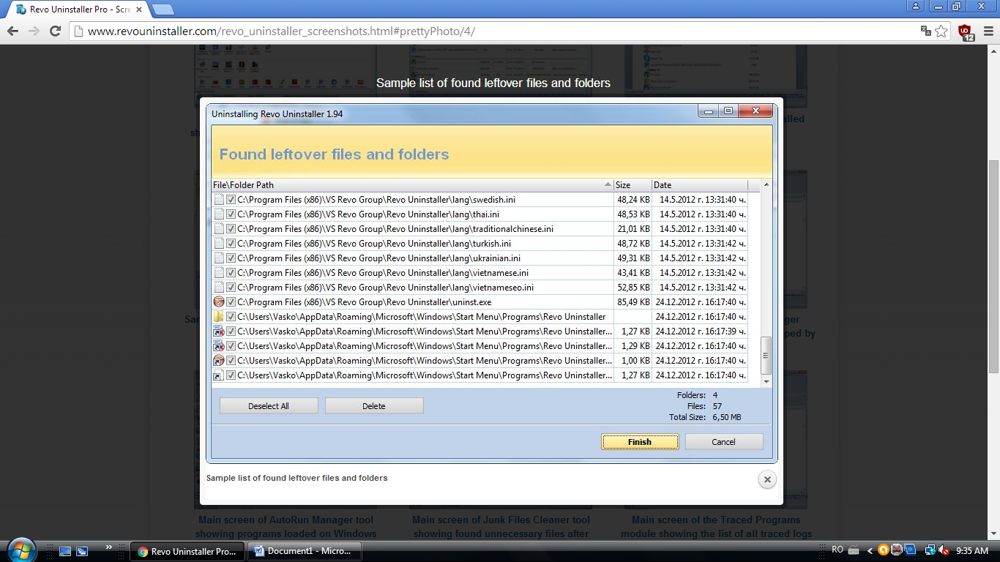 Revo Uninstaller Pro - Scre
www.revouninstaller.com/revo_uninstaller_screenshots.html#prettyPhoto/4/
12
Sample list of found leftover files and folders
Uninstalling Revo Uninstaller 1.94
Found leftover files and folders
File\Folder Path Size Date
C:\Program Files (x86)\VS Revo Group\Revo Uninstaller\lang\swedish.ini 48,24 KB 14.5.2012 г. 13:31:40 ч.
C:\Program Files (x86)\VS Revo Group\Revo Uninstaller\lang\thai.ini 48,53 KB 14.5.2012 г. 13:31:40 ч.
C:\Program Files (x86)\VS Revo Group\Revo Uninstaller\lang\traditionalchinese.ini 21,01 KB 14.5.2012 г. 13:31:40 ч.
C:\Program Files (x86)\VS Revo Group\Revo Uninstaller\lang\turkish.ini 48,72 KB 14.5.2012 г. 13:31:42 ч.
C:\Program Files (x86)\VS Revo Group\Revo Uninstaller\lang\ukrainian.ini 49,31 KB 14.5.2012 г. 13:31:42 ч.
C:\Program Files (x86)\VS Revo Group\Revo Uninstaller\lang\vietnamese.ini 43,41 KB 14.5.2012 г. 13:31:42 ч.
C:\Program Files (x86)\VS Revo Group\Revo Uninstaller\lang\vietnameseo.ini 52,85 KB 14.5.2012 г. 13:31:42 ч.
C:\Program Files (x86)\VS Revo Group\Revo Uninstaller\uninst.exe 85,49 KB 24.12.2012 г. 16:17:40 ч.
C:\Users\Vasko\AppData\Roaming\Microsoft\Windows\Start Menu\Programs\Revo Uninstaller 24.12.2012 г. 16:17:40 ч.
C:\Users\Vasko\AppData\Roaming\Microsoft\Windows\Start Menu\Programs\Revo Uninstaller... 1,27 KB 24.12.2012 г. 16:17:39 ч.
C:\Users\Vasko\AppData\Roaming\Microsoft\Windows\Start Menu\Programs\Revo Uninstaller... 1,29 KB 24.12.2012 г. 16:17:40 ч.
C:\Users\Vasko\AppData\Roaming\Microsoft\Windows\Start Menu\Programs\Revo Uninstaller... 1,00 KB 24.12.2012 г. 16:17:40 ч.
C:\Users\Vasko\AppData\Roaming\Microsoft\Windows\Start Menu\Programs\Revo Uninstaller... 1,27 KB 24.12.2012 г. 16:17:40 ч.
Deselect All Delete
Folders: 4
Files: 57
Total Size: 6,50 MB
Finish Cancel
Sample list of found leftover files and folders
Main screen of AutoRun Manager tool
showing programs loaded on Windows
Main screen of Junk Files Cleaner tool
showing found unnecessary files after
Main screen of the Traced Programs
module showing the list of all traced logs
Revo Uninstaller Pro... Document1 - Micro... RO 9:35 AM